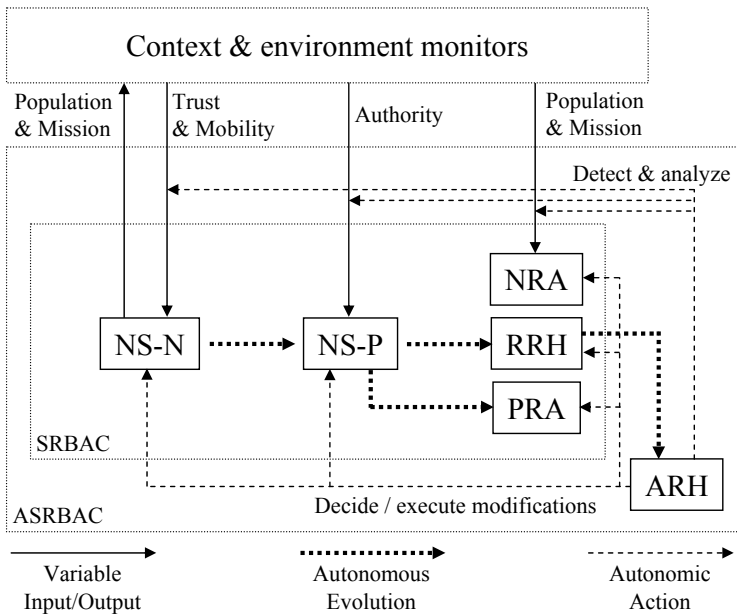 Context & environment monitors
Population
& Mission
Trust
& Mobility
Authority
Population
& Mission
Detect & analyze
NRA
NS-N
NS-P
RRH
PRA
SRBAC
ARH
Decide / execute modifications
ASRBAC
Variable
Input/Output
Autonomous
Evolution
Autonomic
Action